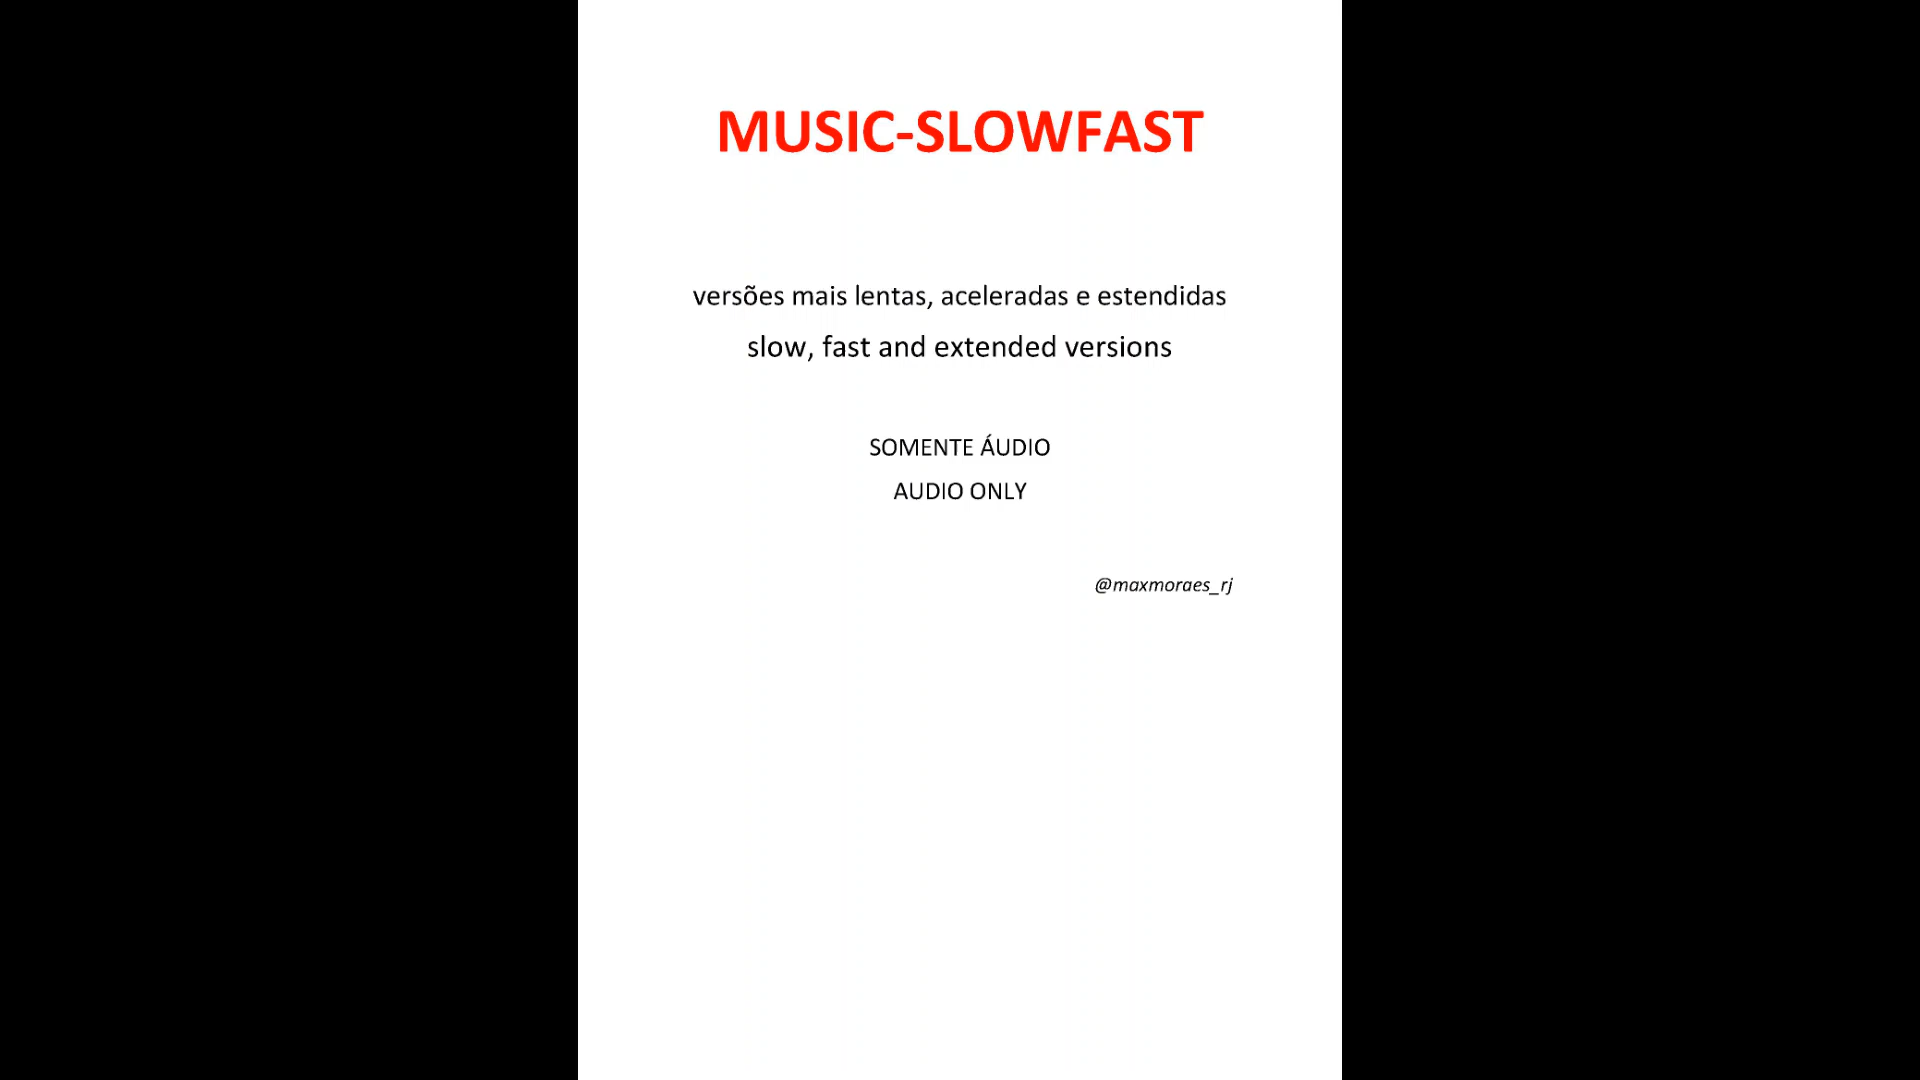 MUSIC-SLOWFAST
versões mais lentas, aceleradas e estendidas
slow, fast and extended versions
SOMENTE ÁUDIO
AUDIO ONLY
@maxmoraes_rj